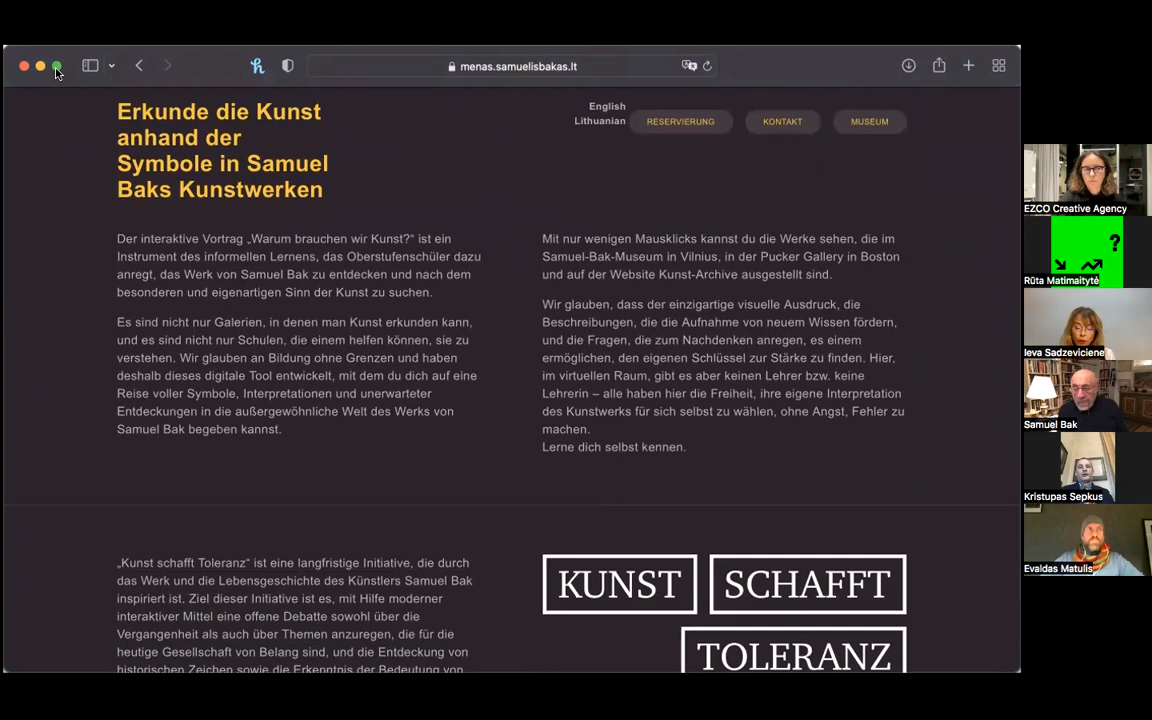 menas.samuelisbakas.lt
Erkunde die Kunst
anhand der
Symbole in Samuel
Baks Kunstwerken
English
Lithuanian
RESERVIERUNG
KONTAKT
MUSEUM
Der interaktive Vortrag „Warum brauchen wir Kunst?“ ist ein
Instrument des informellen Lernens, das Oberstufenschüler dazu
anregt, das Werk von Samuel Bak zu entdecken und nach dem
besonderen und eigenartigen Sinn der Kunst zu suchen.
Es sind nicht nur Galerien, in denen man Kunst erkunden kann,
und es sind nicht nur Schulen, die einem helfen können, sie zu
verstehen. Wir glauben an Bildung ohne Grenzen und haben
deshalb dieses digitale Tool entwickelt, mit dem du dich auf eine
Reise voller Symbole, Interpretationen und unerwarteter
Entdeckungen in die außergewöhnliche Welt des Werks von
Samuel Bak begeben kannst.
Mit nur wenigen Mausklicks kannst du die Werke sehen, die im
Samuel-Bak-Museum in Vilnius, in der Pucker Gallery in Boston
und auf der Website Kunst-Archive ausgestellt sind.
Wir glauben, dass der einzigartige visuelle Ausdruck, die
Beschreibungen, die die Aufnahme von neuem Wissen fördern,
und die Fragen, die zum Nachdenken anregen, es einem
ermöglichen, den eigenen Schlüssel zur Stärke zu finden. Hier,
im virtuellen Raum, gibt es aber keinen Lehrer bzw. keine
Lehrerin – alle haben hier die Freiheit, ihre eigene Interpretation
des Kunstwerks für sich selbst zu wählen, ohne Angst, Fehler zu
machen.
Lerne dich selbst kennen.
„Kunst schafft Toleranz“ ist eine langfristige Initiative, die durch
das Werk und die Lebensgeschichte des Künstlers Samuel Bak
inspiriert ist. Ziel dieser Initiative ist es, mit Hilfe moderner
interaktiver Mittel eine offene Debatte sowohl über die
Vergangenheit als auch über Themen anzuregen, die für die
heutige Gesellschaft von Belang sind, und die Entdeckung von
historischen Zeichen sowie die Erkenntnis der Bedeutung von
KUNST SCHAFFT
TOLERANZ
EZCO Creative Agency
?
Rūta Matimaitytė
Ieva Sadzeviciene
Samuel Bak
Kristupas Sepkus
Evaldas Matulis